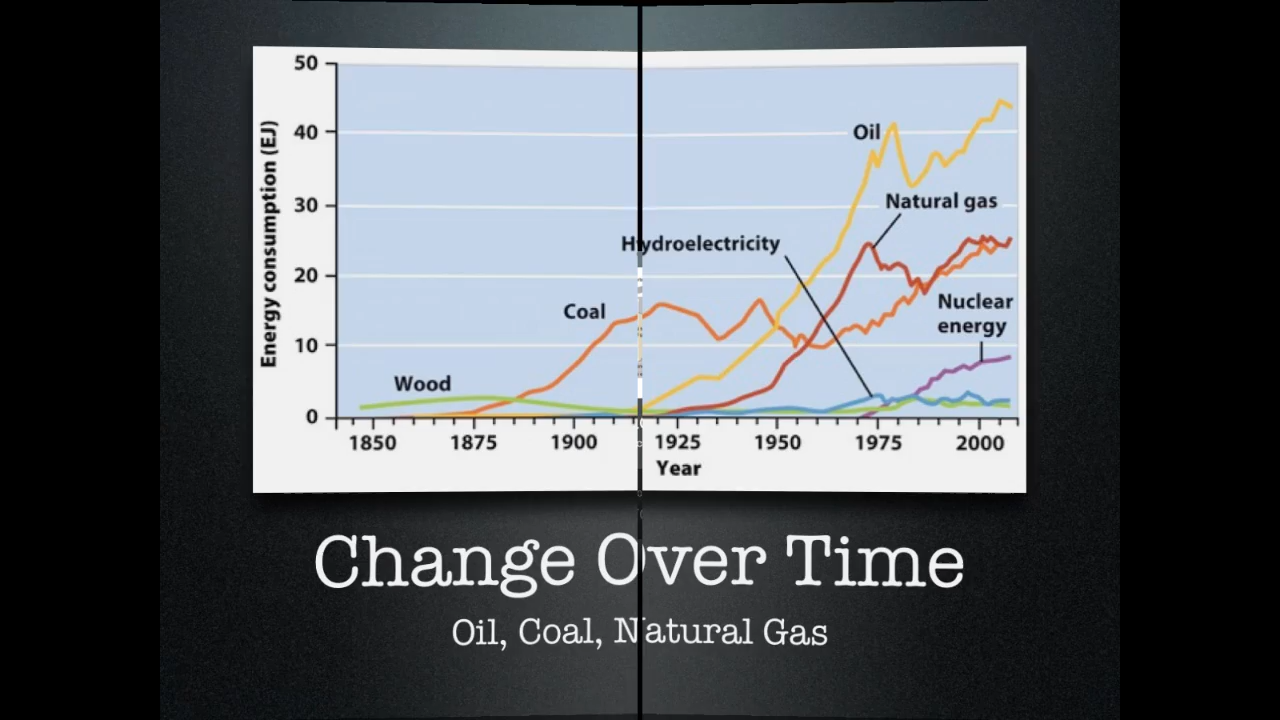 50
40
30
20
10
0
Energy consumption (EJ)
Oil
Natural gas
Hydroelectricity
Coal
Nuclear
energy
Wood
1850 1875 1900 1925 1950 1975 2000
Year
Change Over Time
Oil, Coal, Natural Gas